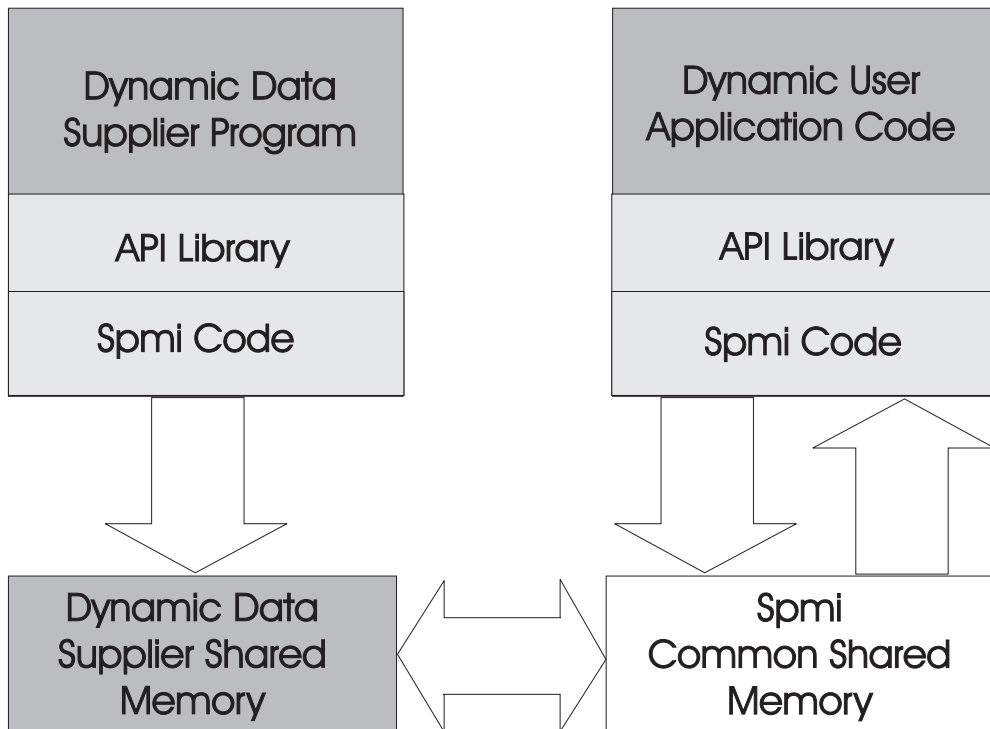 Dynamic Data
Supplier Program
API Library
Spmi Code
Dynamic User
Application Code
API Library
Spmi Code
Dynamic Data
Supplier Shared
Memory
Spmi
Common Shared
Memory